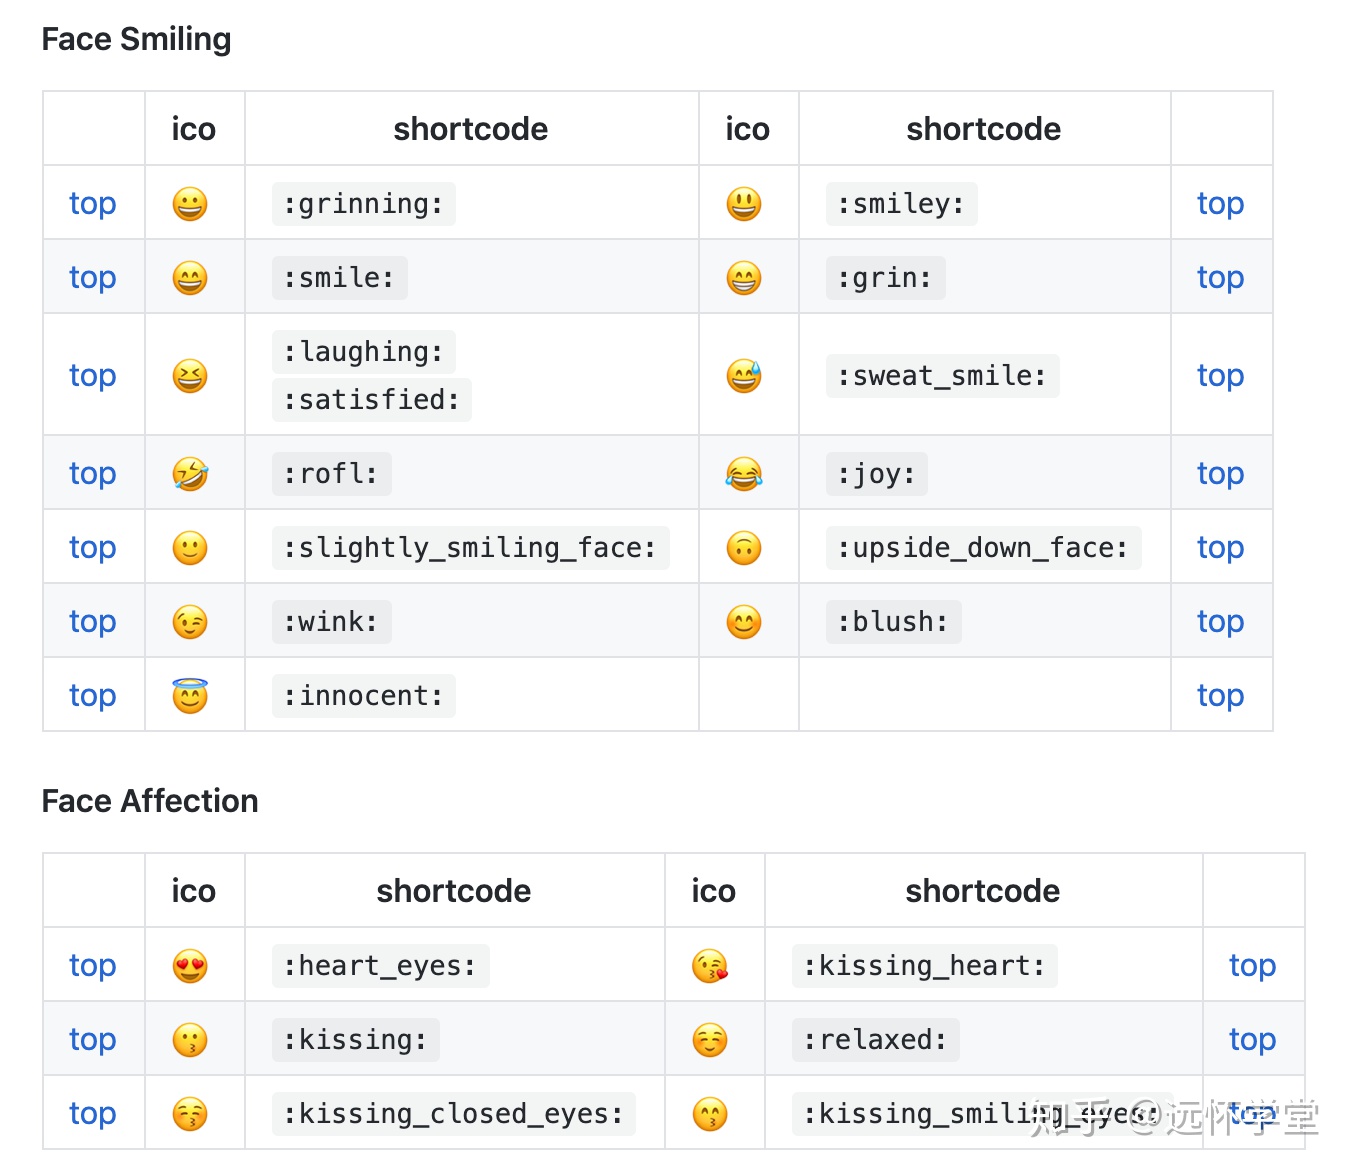 Face Smiling
ico shortcode ico shortcode
top 😀 :grinning: 😃 :smiley: top
top 😄 :smile: 😁 :grin: top
top 😆 :laughing: :satisfied: 😅 :sweat_smile: top
top 🤣 :rofl: 😂 :joy: top
top 🙂 :slightly_smiling_face: 🙃 :upside_down_face: top
top 😉 :wink: 😊 :blush: top
top 😇 :innocent: top
Face Affection
ico shortcode ico shortcode
top 😍 :heart_eyes: 😘 :kissing_heart: top
top 😗 :kissing: ☺️ :relaxed: top
top 😚 :kissing_closed_eyes: 😙 :kissing_smiling_eyes: top
知乎 @远怀学堂